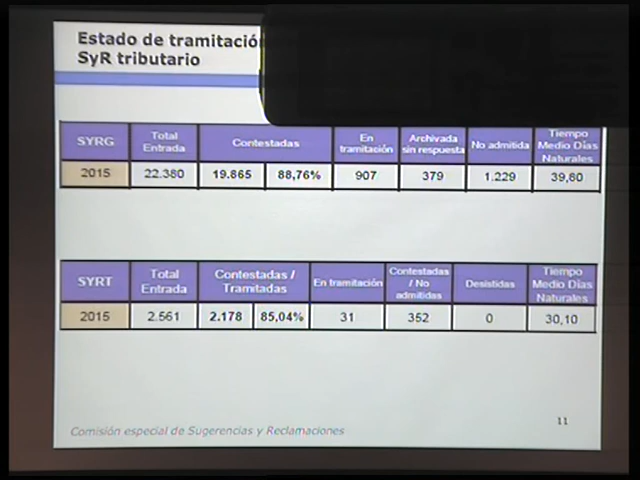 Estado de tramitació
SyR tributario
SYRG Total Entrada Contestadas En tramitación Archivada sin respuesta No admitida Tiempo Medio Días Naturales
2015 22.380 19.865 88,76% 907 379 1.229 39,80
SYRT Total Entrada Contestadas / Tramitadas En tramitación Contestadas / No admitidas Desistidas Tiempo Medio Días Naturales
2015 2.561 2.178 85,04% 31 352 0 30,10
Comisión especial de Sugerencias y Reclamaciones
11